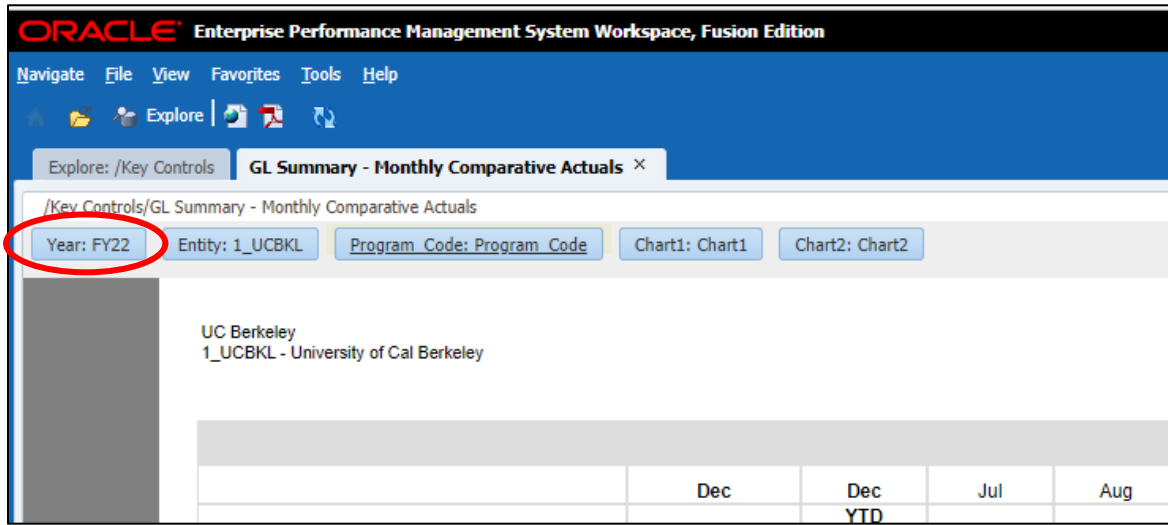 ORACLE® Enterprise Performance Management System Workspace, Fusion Edition
Navigate File View Favorites Tools Help
Explore
Explore: /Key Controls GL Summary - Monthly Comparative Actuals ×
/Key Controls/GL Summary - Monthly Comparative Actuals
Year: FY22 Entity: 1_UCBKL Program_Code: Program_Code Chart1: Chart1 Chart2: Chart2
UC Berkeley
1_UCBKL - University of Cal Berkeley
Dec Dec Jul Aug
YTD